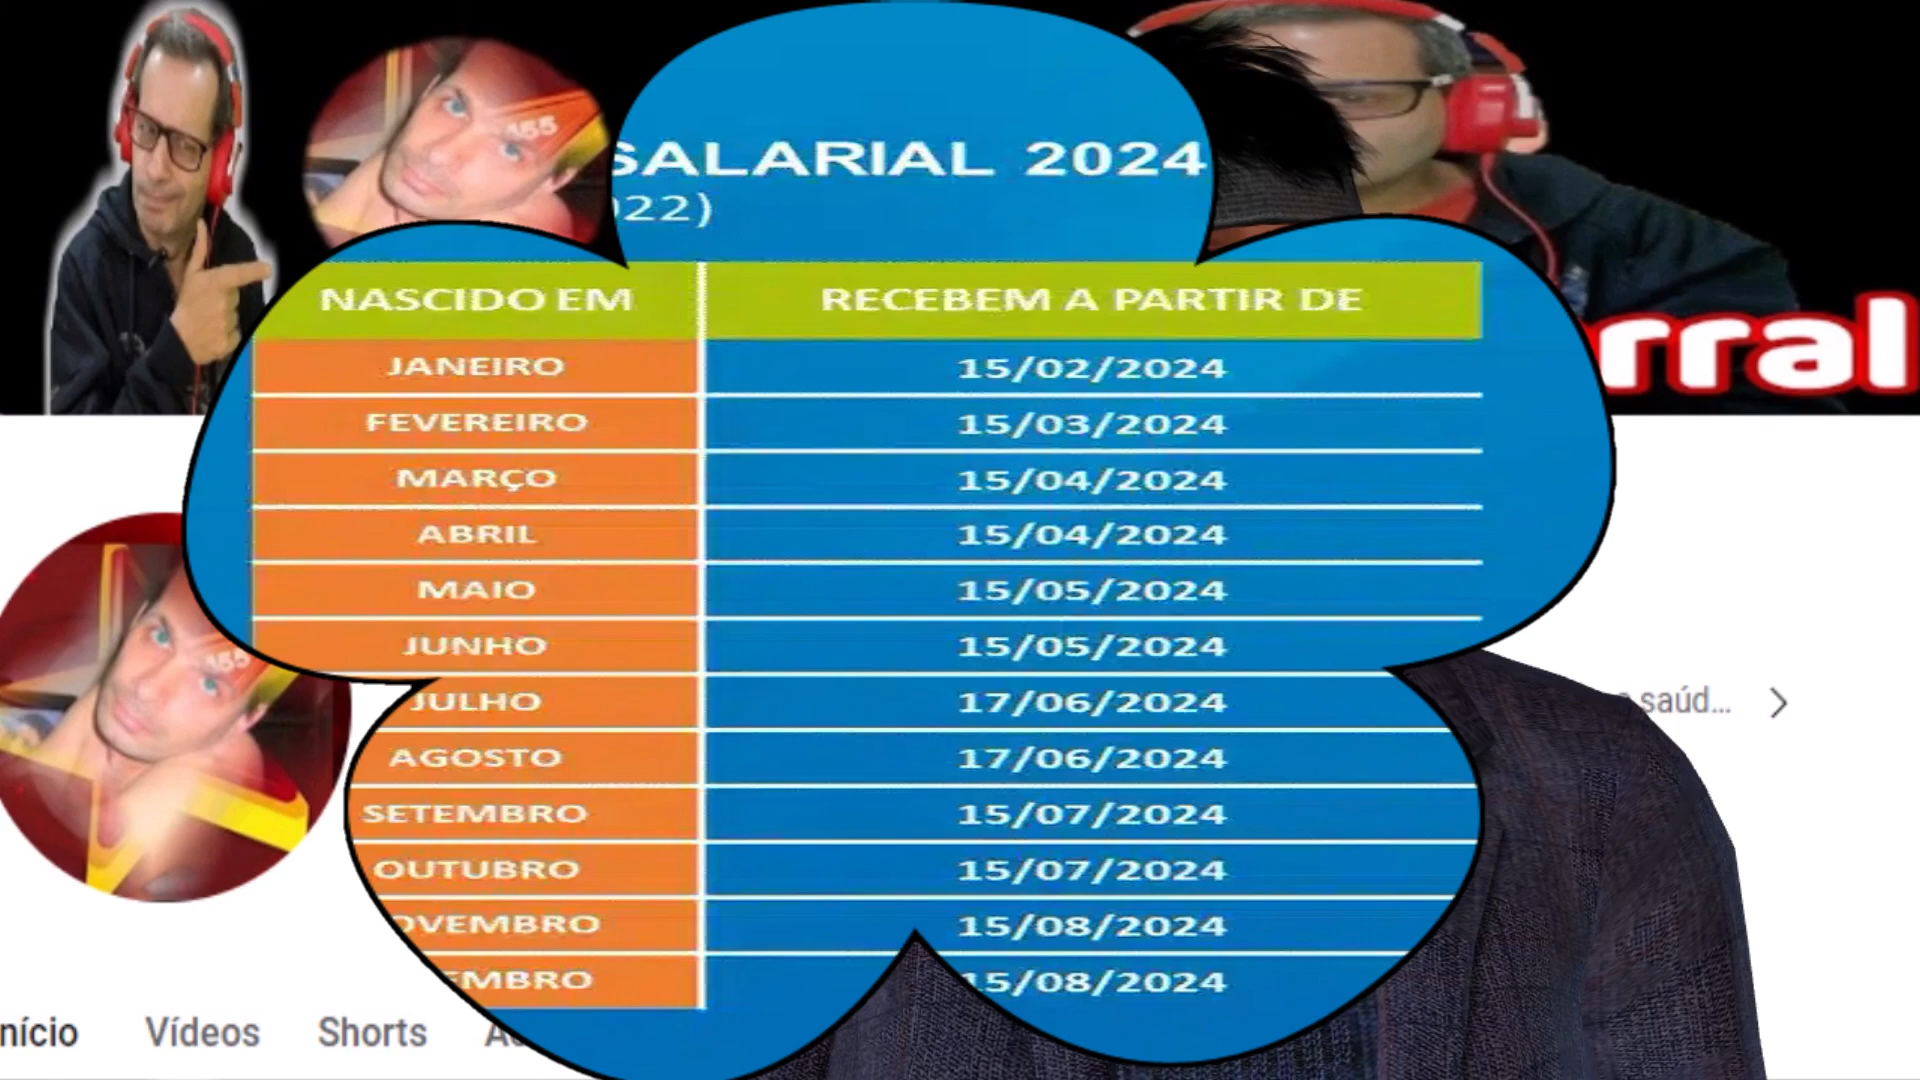 SALARIAL 2024
022)
NASCIDO EM RECEBEM A PARTIR DE
JANEIRO 15/02/2024
FEVEREIRO 15/03/2024
MARÇO 15/04/2024
ABRIL 15/04/2024
MAIO 15/05/2024
JUNHO 15/05/2024
JULHO 17/06/2024
AGOSTO 17/06/2024
SETEMBRO 15/07/2024
OUTUBRO 15/07/2024
OVEMBRO 15/08/2024
EMBRO 15/08/2024
rral
saúd...
nício Vídeos Shorts